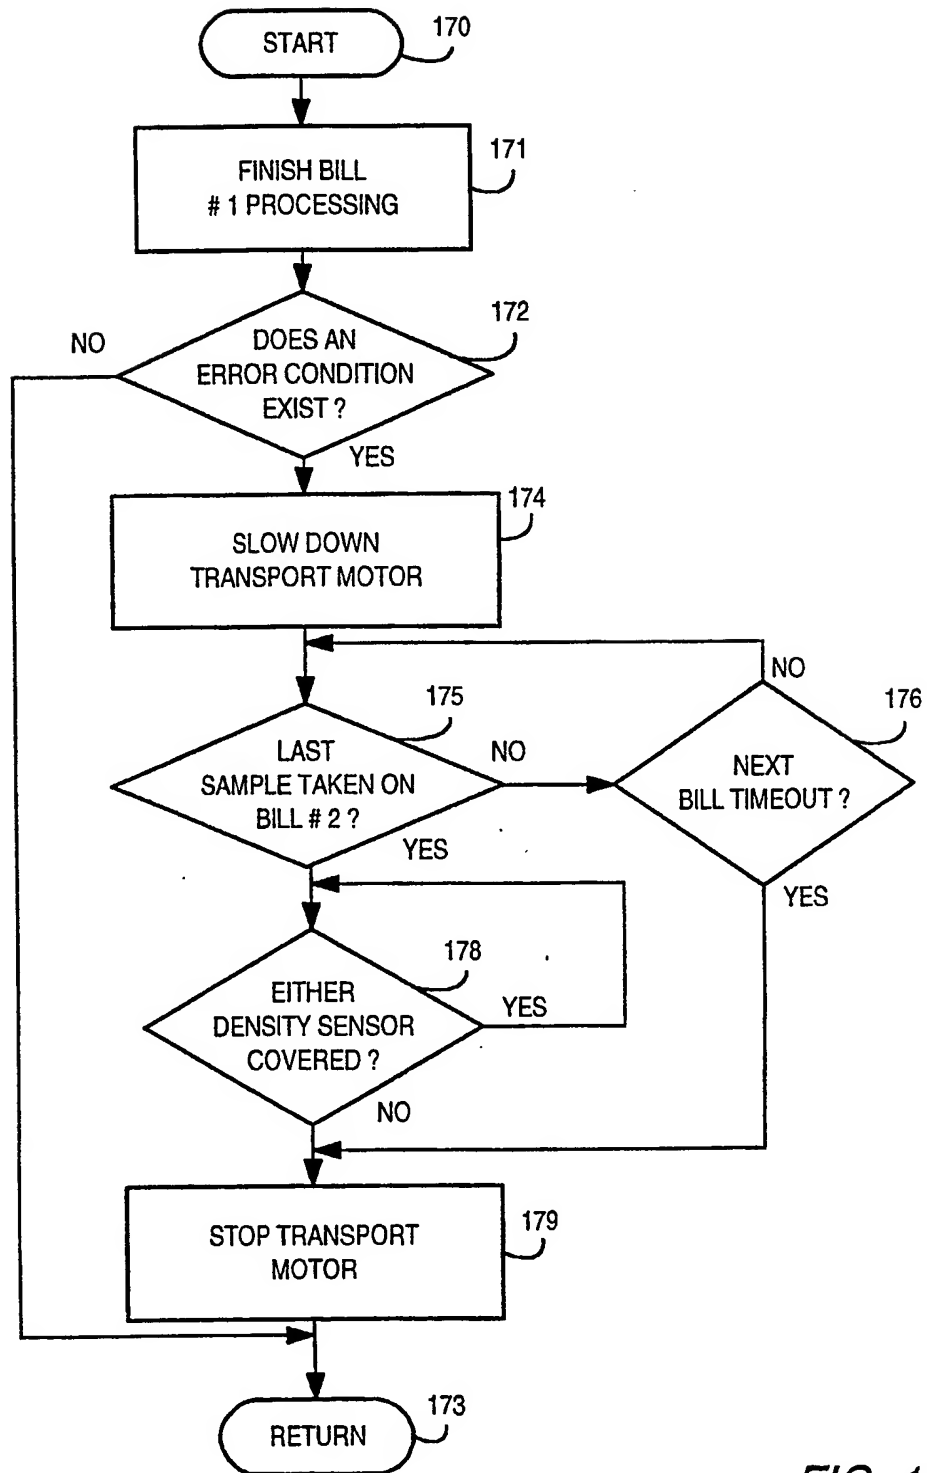 START
170
FINISH BILL
# 1 PROCESSING
171
DOES AN
ERROR CONDITION
EXIST ?
172
NO
YES
SLOW DOWN
TRANSPORT MOTOR
174
LAST
SAMPLE TAKEN ON
BILL # 2 ?
175
NO
YES
NEXT
BILL TIMEOUT ?
176
NO
YES
EITHER
DENSITY SENSOR
COVERED ?
178
YES
NO
STOP TRANSPORT
MOTOR
179
RETURN
173